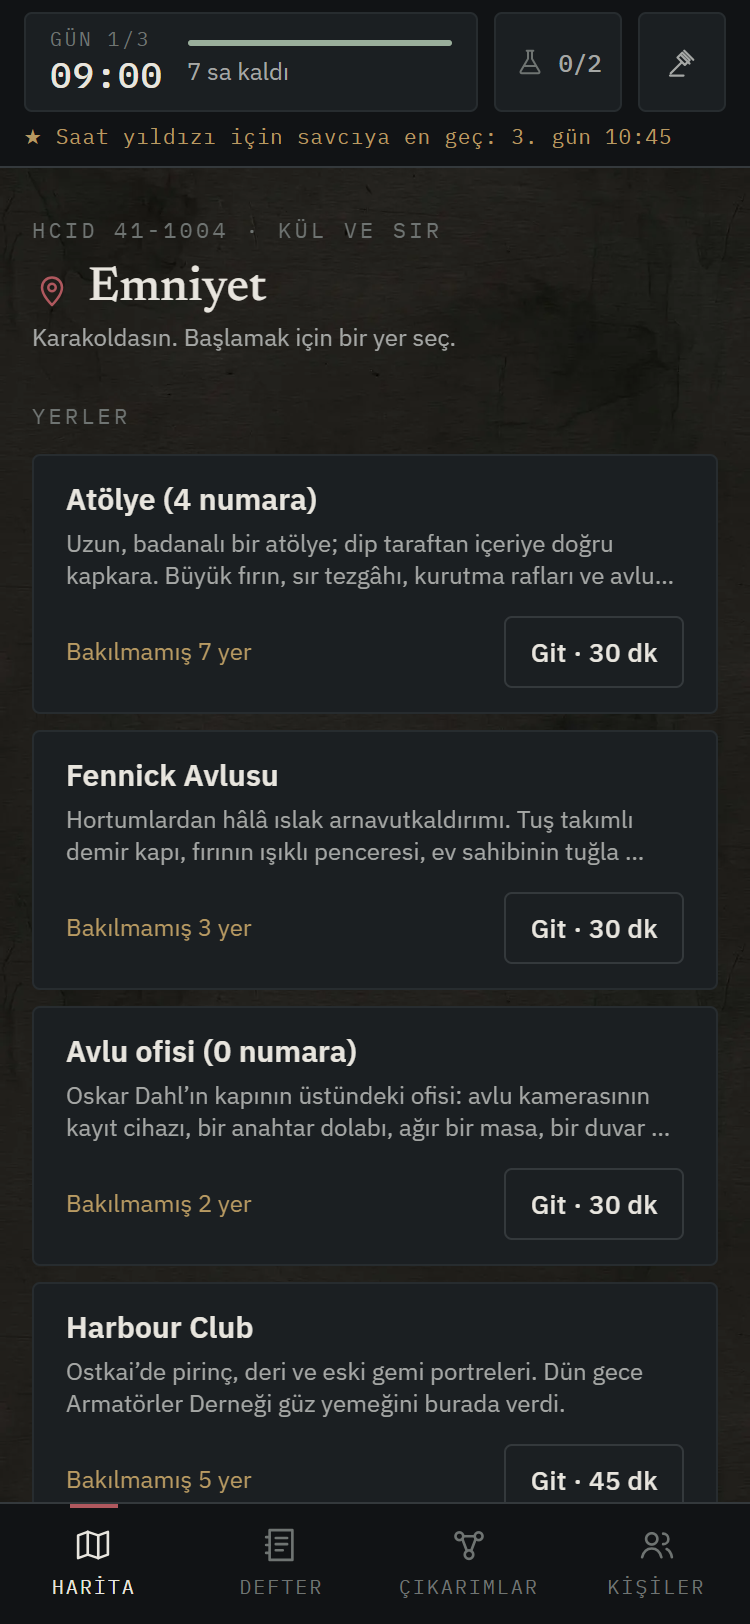 GÜN 1/3
09:00
7 sa kaldı
0/2
★ Saat yıldızı için savcıya en geç: 3. gün 10:45
HCID 41-1004 · KÜL VE SIR
Emniyet
Karakoldasın. Başlamak için bir yer seç.
YERLER
Atölye (4 numara)
Uzun, badanalı bir atölye; dip taraftan içeriye doğru
kapkara. Büyük fırın, sır tezgâhı, kurutma rafları ve avlu...
Bakılmamış 7 yer
Git · 30 dk
Fennick Avlusu
Hortumlardan hâlâ ıslak arnavutkaldırımı. Tuş takımlı
demir kapı, fırının ışıklı penceresi, ev sahibinin tuğla ...
Bakılmamış 3 yer
Git · 30 dk
Avlu ofisi (0 numara)
Oskar Dahl’ın kapının üstündeki ofisi: avlu kamerasının
kayıt cihazı, bir anahtar dolabı, ağır bir masa, bir duvar ...
Bakılmamış 2 yer
Git · 30 dk
Harbour Club
Ostkai’de pirinç, deri ve eski gemi portreleri. Dün gece
Armatörler Derneği güz yemeğini burada verdi.
Bakılmamış 5 yer
Git · 45 dk
HARİTA
DEFTER
ÇIKARIMLAR
KİŞİLER